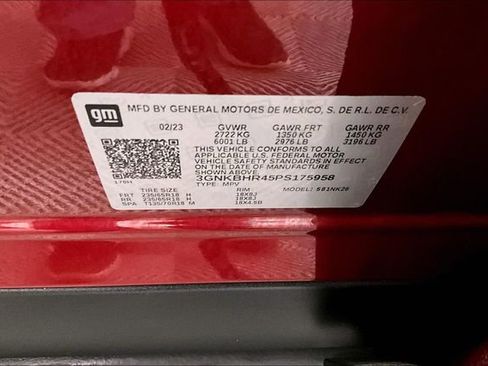 gm MFD BY GENERAL MOTORS DE MEXICO, S. DE R.L. DE C.V.
02/23 GVWR GAWR FRT GAWR RR
2722 KG 1350 KG 1450 KG
6001 LB 2976 LB 3196 LB
THIS VEHICLE CONFORMS TO ALL
APPLICABLE U.S. FEDERAL MOTOR
VEHICLE SAFETY STANDARDS IN EFFECT
ON THE DATE OF MANUFACTURE
SHOWN ABOVE.
3GNKBHR45PS175958
TYPE: MPV MODEL: 581NK26
TIRE SIZE RIM
FRT 235/65R18 H 18X8J
RR 235/65R18 H 18X8J
SPA T135/70R18 M 18X4.5B